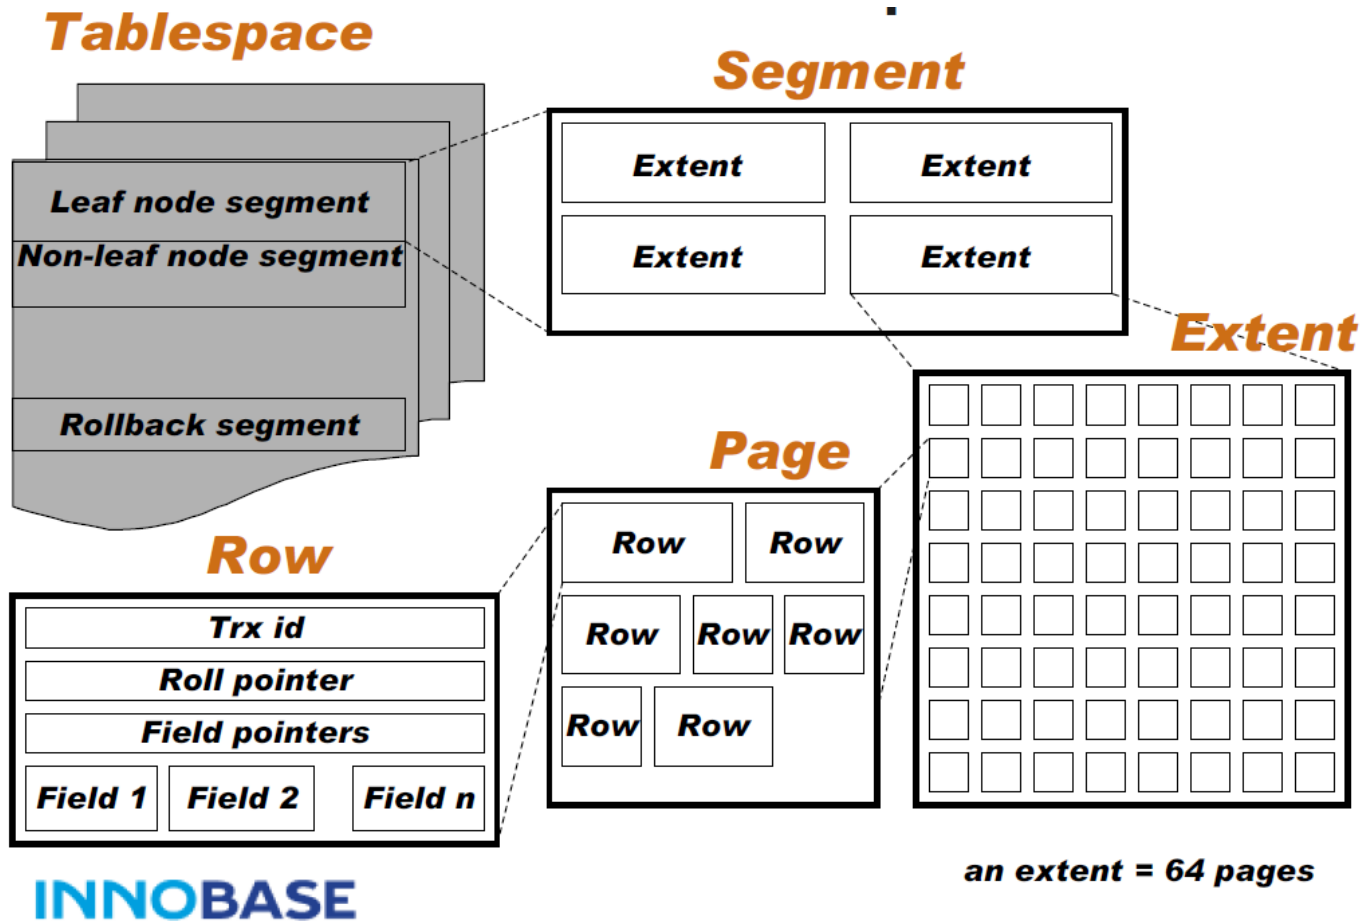 Tablespace
Segment
Extent
Extent
Leaf node segment
Non-leaf node segment
Extent
Extent
Extent
Rollback segment
Page
Row
Row
Row
Trx id
Row
Row
Row
Roll pointer
Field pointers
Row
Row
Field 1
Field 2
Field n
an extent = 64 pages
INNOBASE